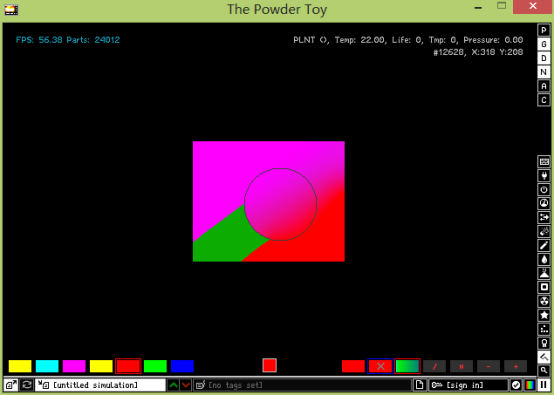 The Powder Toy
FPS: 56.38 Parts: 24012
PLNT (), Temp: 22.00, Life: 0, Tmp: 0, Pressure: 0.00
#12628, X:318 Y:208
P
G
D
N
A
C
/ * - +
[untitled simulation] [no tags set] [sign in]